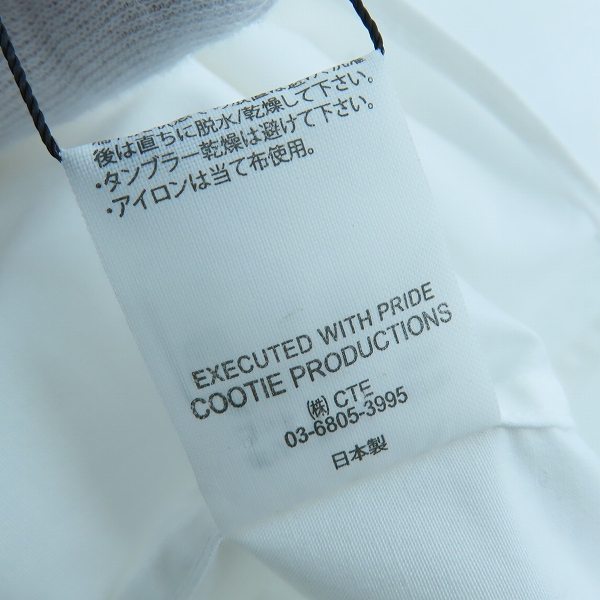 後は直ちに脱水/乾燥して下さい。
・タンブラー乾燥は避けて下さい。
・アイロンは当て布使用。
EXECUTED WITH PRIDE
COOTIE PRODUCTIONS
㈱ CTE
03-6805-3995
日本製